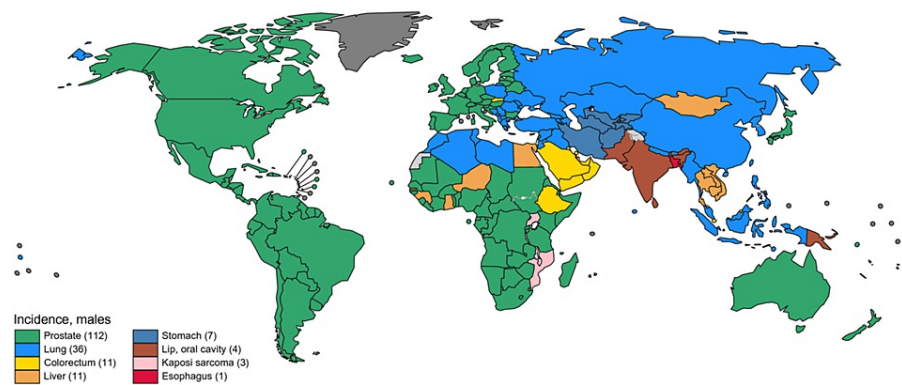 Incidence, males
Prostate (112)
Lung (36)
Colorectum (11)
Liver (11)
Stomach (7)
Lip, oral cavity (4)
Kaposi sarcoma (3)
Esophagus (1)